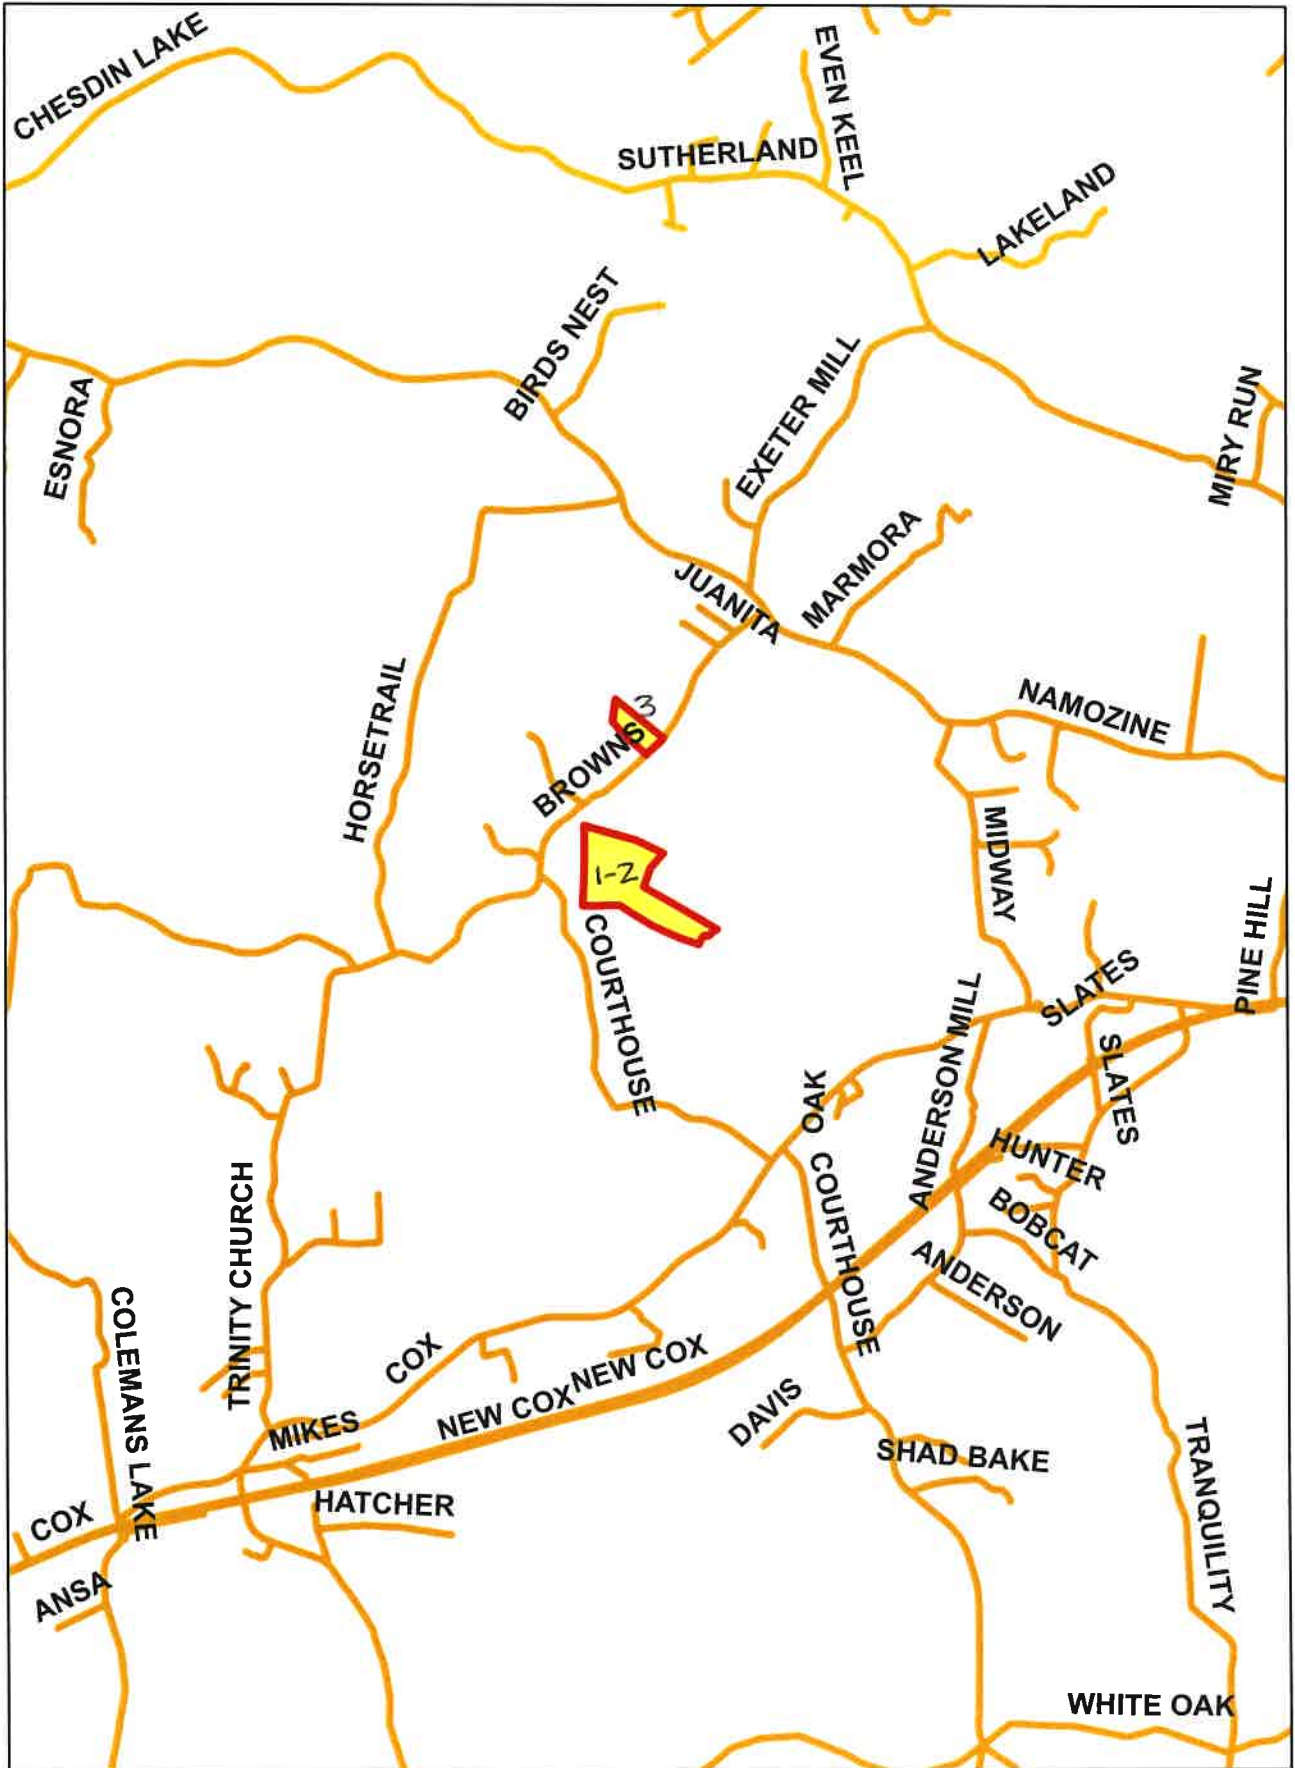 CHESDIN LAKE
EVEN KEEL
SUTHERLAND
LAKELAND
BIRDS NEST
EXETER MILL
ESNORA
MIRY RUN
MARMORA
JUANITA
HORSETRAIL
NAMOZINE
3
BROWNS
MIDWAY
1-2
COURTHOUSE
PINE HILL
SLATES
ANDERSON MILL
SLATES
OAK
HUNTER
COURTHOUSE
BOBCAT
TRINITY CHURCH
ANDERSON
COLEMANS LAKE
COX
NEW COX
NEW COX
DAVIS
MIKES
SHAD BAKE
TRANQUILITY
HATCHER
COX
ANSA
WHITE OAK